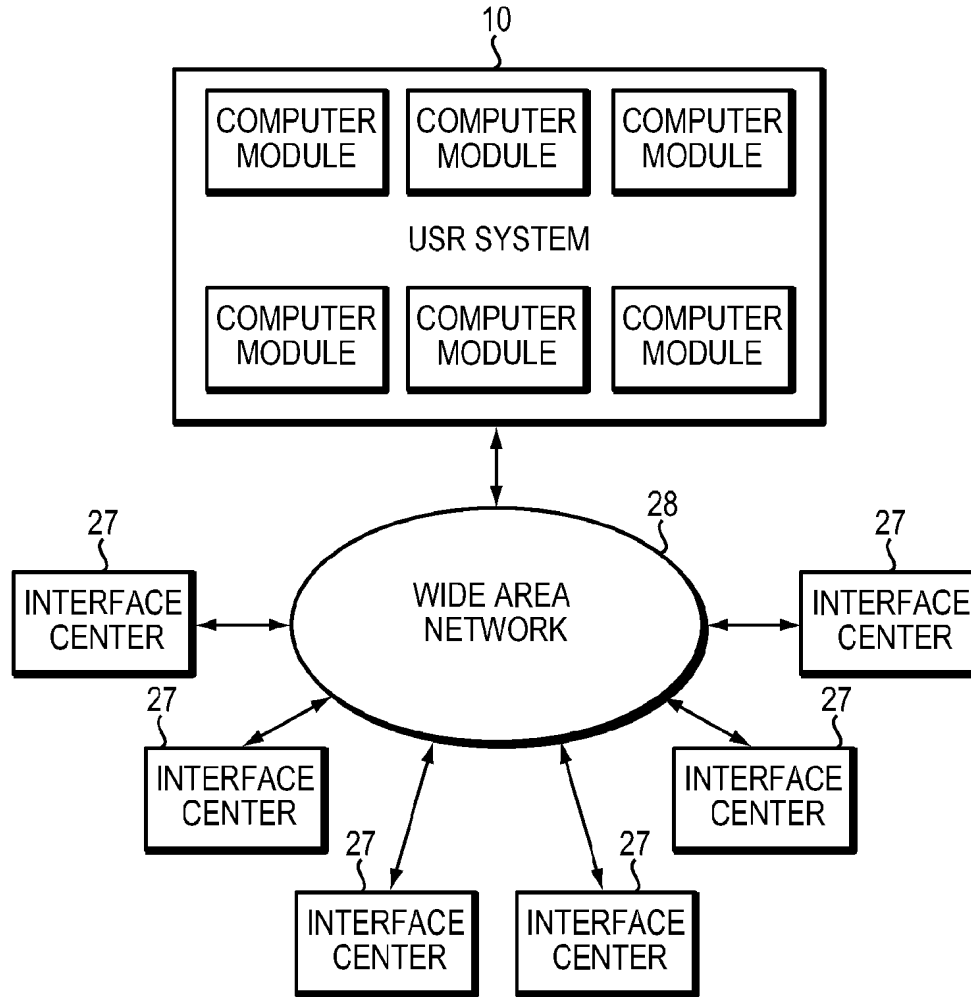 10
COMPUTER MODULE
COMPUTER MODULE
COMPUTER MODULE
USR SYSTEM
COMPUTER MODULE
COMPUTER MODULE
COMPUTER MODULE
28
WIDE AREA
NETWORK
27
INTERFACE
CENTER
27
INTERFACE
CENTER
27
INTERFACE
CENTER
27
INTERFACE
CENTER
27
INTERFACE
CENTER
27
INTERFACE
CENTER